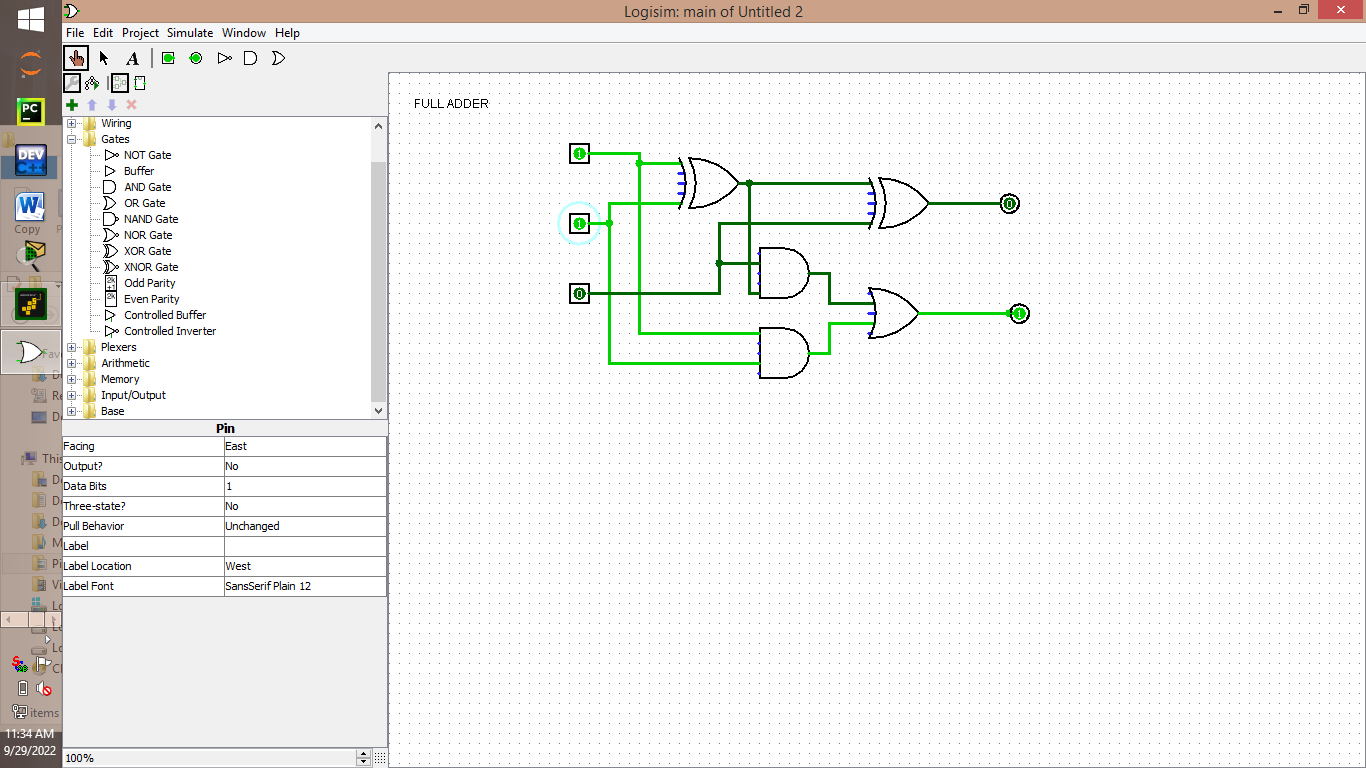 Logisim: main of Untitled 2
File Edit Project Simulate Window Help
A
FULL ADDER
Wiring
Gates
NOT Gate
Buffer
AND Gate
OR Gate
NAND Gate
NOR Gate
XOR Gate
XNOR Gate
Odd Parity
Even Parity
Controlled Buffer
Controlled Inverter
Plexers
Arithmetic
Memory
Input/Output
Base
Pin
Facing East
Output? No
Data Bits 1
Three-state? No
Pull Behavior Unchanged
Label
Label Location West
Label Font SansSerif Plain 12
100%
1
1
0
0
1
PC
DEV
C++
W
Copy
This
items
11:34 AM
9/29/2022